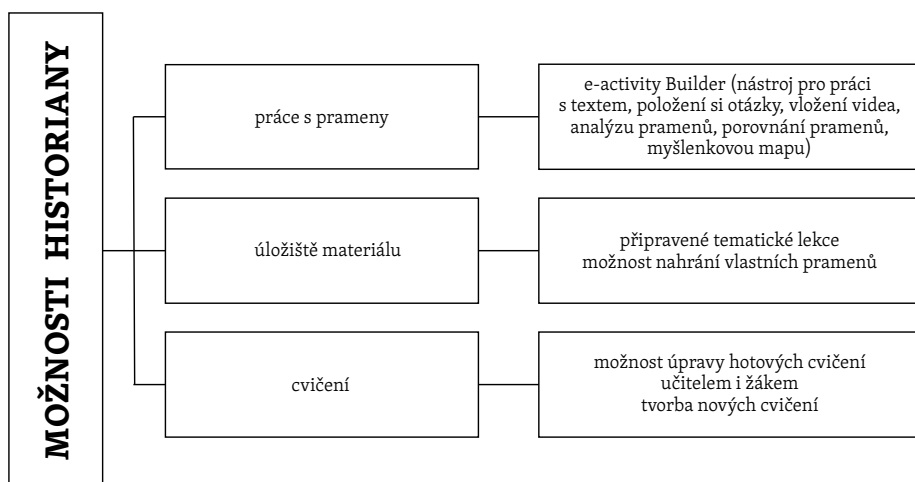 MOŽNOSTI HISTORIANY
práce s prameny
e-activity Builder (nástroj pro práci
s textem, položení si otázky, vložení videa,
analýzu pramenů, porovnání pramenů,
myšlenkovou mapu)
úložiště materiálu
připravené tematické lekce
možnost nahrání vlastních pramenů
cvičení
možnost úpravy hotových cvičení
učitelem i žákem
tvorba nových cvičení